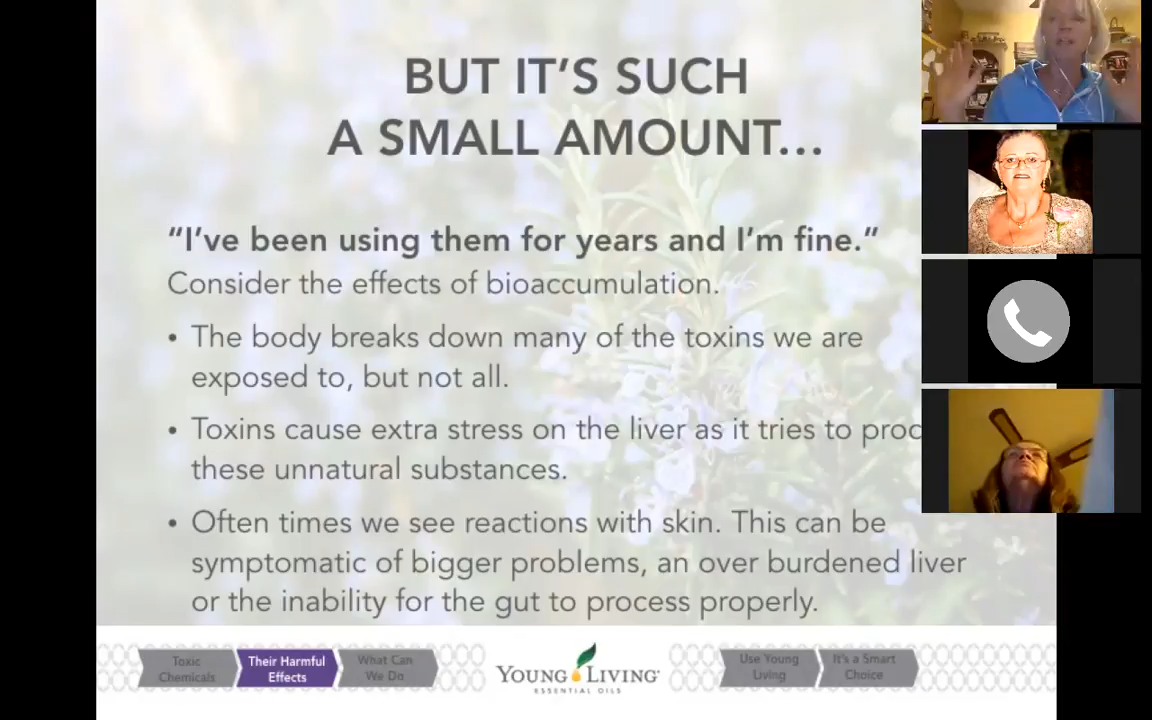 BUT IT'S SUCH
A SMALL AMOUNT...
“I've been using them for years and I'm fine.”
Consider the effects of bioaccumulation.
• The body breaks down many of the toxins we are
exposed to, but not all.
• Toxins cause extra stress on the liver as it tries to proc
these unnatural substances.
• Often times we see reactions with skin. This can be
symptomatic of bigger problems, an over burdened liver
or the inability for the gut to process properly.
Toxic
Chemicals
Their Harmful
Effects
What Can
We Do
YOUNG LIVING
ESSENTIAL OILS
Use Young
Living
It's a Smart
Choice